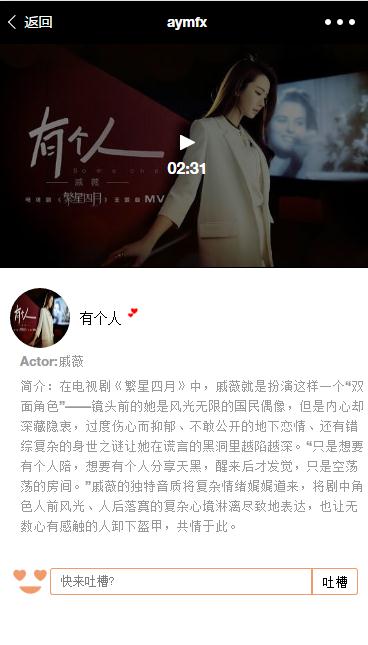 返回
aymfx
有个人
Some one
戚薇
电视剧《繁星四月》主题曲MV
02:31
有个人
有个人
Actor:戚薇
简介：在电视剧《繁星四月》中，戚薇就是扮演这样一个“双
面角色”——镜头前的她是风光无限的国民偶像，但是内心却
深藏隐衷，过度伤心而抑郁、不敢公开的地下恋情、还有错
综复杂的身世之谜让她在谎言的黑洞里越陷越深。“只是想要
有个人陪，想要有个人分享天黑，醒来后才发觉，只是空荡
荡的房间。”戚薇的独特音质将复杂情绪娓娓道来，将剧中角
色人前风光、人后落寞的复杂心境淋漓尽致地表达，也让无
数心有感触的人卸下盔甲，共情于此。
快来吐槽?
吐槽